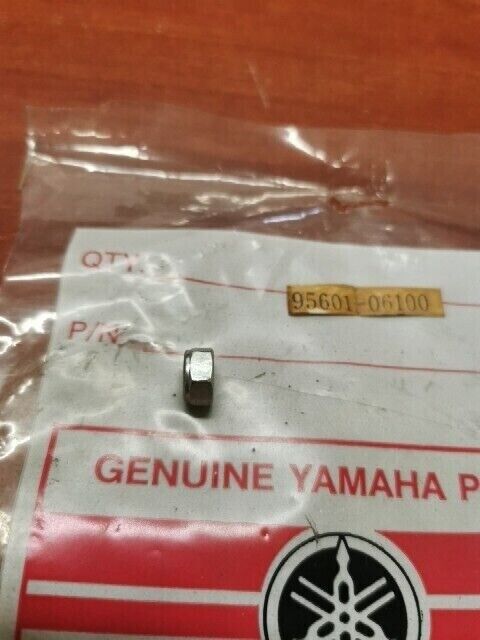 QTY.
95601-06100
P/N
GENUINE YAMAHA P